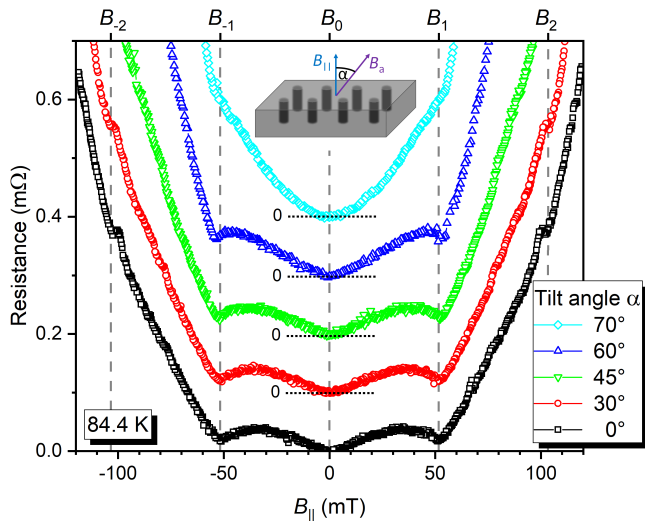 B-2 B-1 B0 B1 B2
B|| α Ba
0.6
0.4
0.2
0.0
Resistance (mΩ)
0
0
0
0
Tilt angle α
70°
60°
45°
30°
0°
84.4 K
-100 -50 0 50 100
B|| (mT)